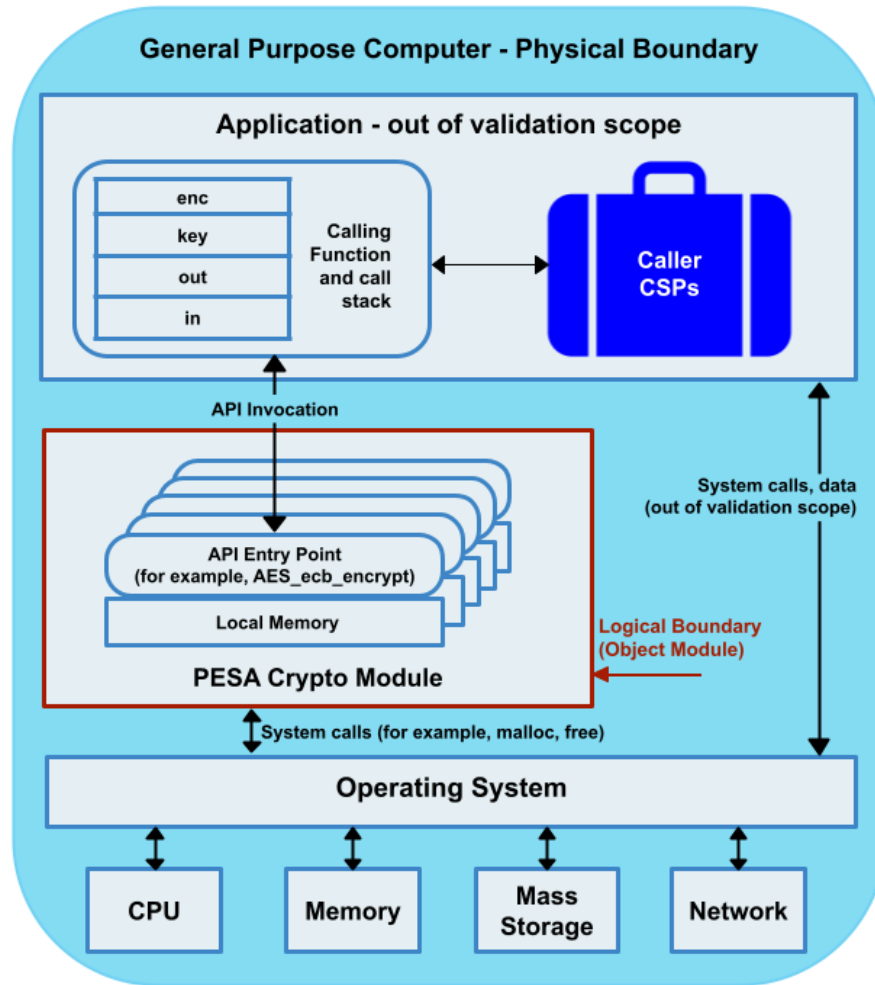 General Purpose Computer - Physical Boundary
Application - out of validation scope
enc
key
out
in
Calling
Function
and call
stack
Caller
CSPs
API Invocation
System calls, data
(out of validation scope)
API Entry Point
(for example, AES_ecb_encrypt)
Local Memory
PESA Crypto Module
Logical Boundary
(Object Module)
System calls (for example, malloc, free)
Operating System
CPU
Memory
Mass
Storage
Network